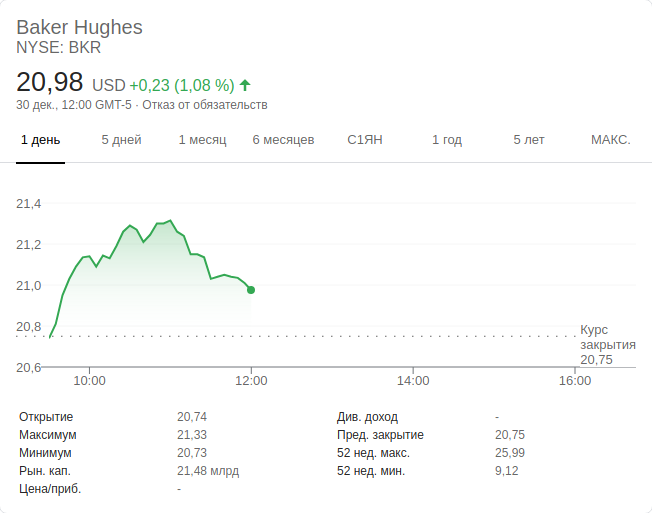 Baker Hughes
NYSE: BKR
20,98 USD +0,23 (1,08 %)
30 дек., 12:00 GMT-5 · Отказ от обязательств
1 день 5 дней 1 месяц 6 месяцев С1ЯН 1 год 5 лет МАКС.
21,4
21,2
21,0
20,8
20,6
Курс
закрытия
20,75
10:00 12:00 14:00 16:00
Открытие 20,74 Див. доход -
Максимум 21,33 Пред. закрытие 20,75
Минимум 20,73 52 нед. макс. 25,99
Рын. кап. 21,48 млрд 52 нед. мин. 9,12
Цена/приб. -